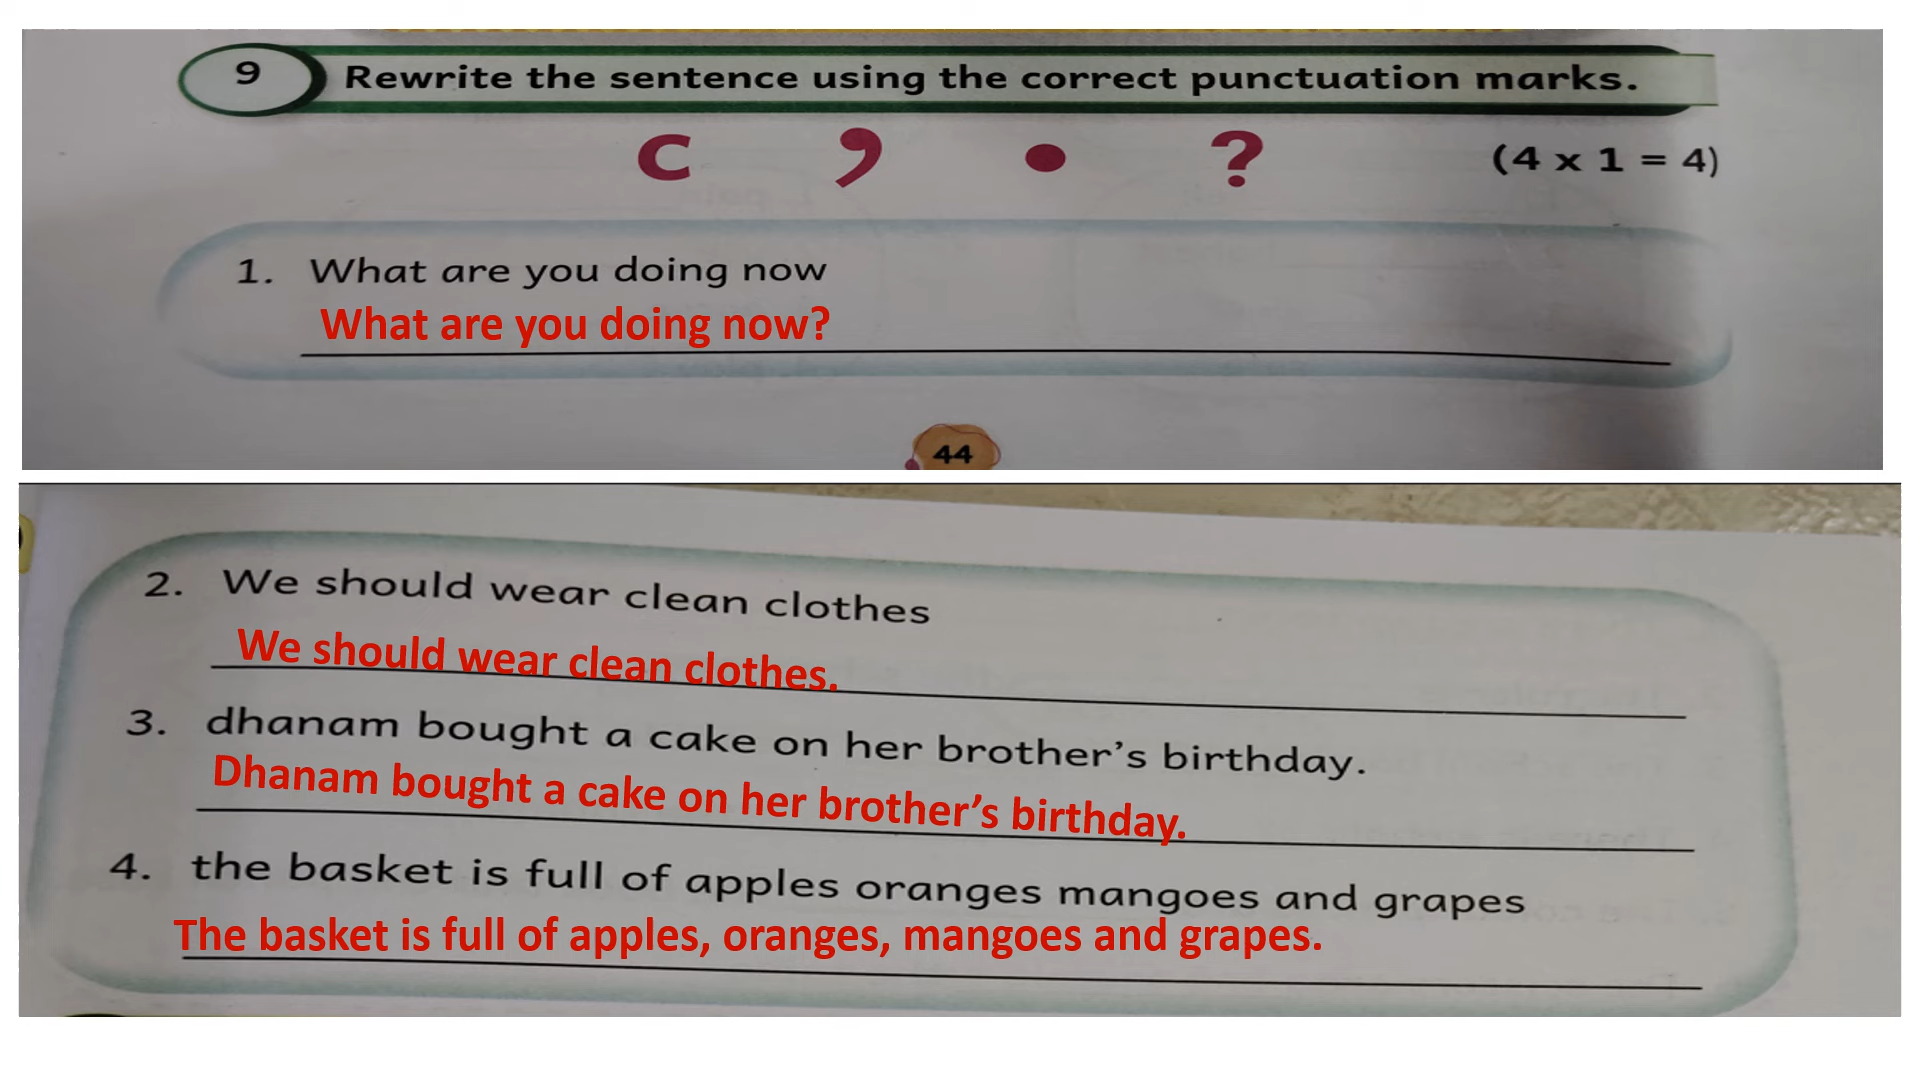 9 Rewrite the sentence using the correct punctuation marks.
c , . ? (4 x 1 = 4)
1. What are you doing now
What are you doing now?
44
2. We should wear clean clothes
We should wear clean clothes.
3. dhanam bought a cake on her brother’s birthday.
Dhanam bought a cake on her brother’s birthday.
4. the basket is full of apples oranges mangoes and grapes
The basket is full of apples, oranges, mangoes and grapes.